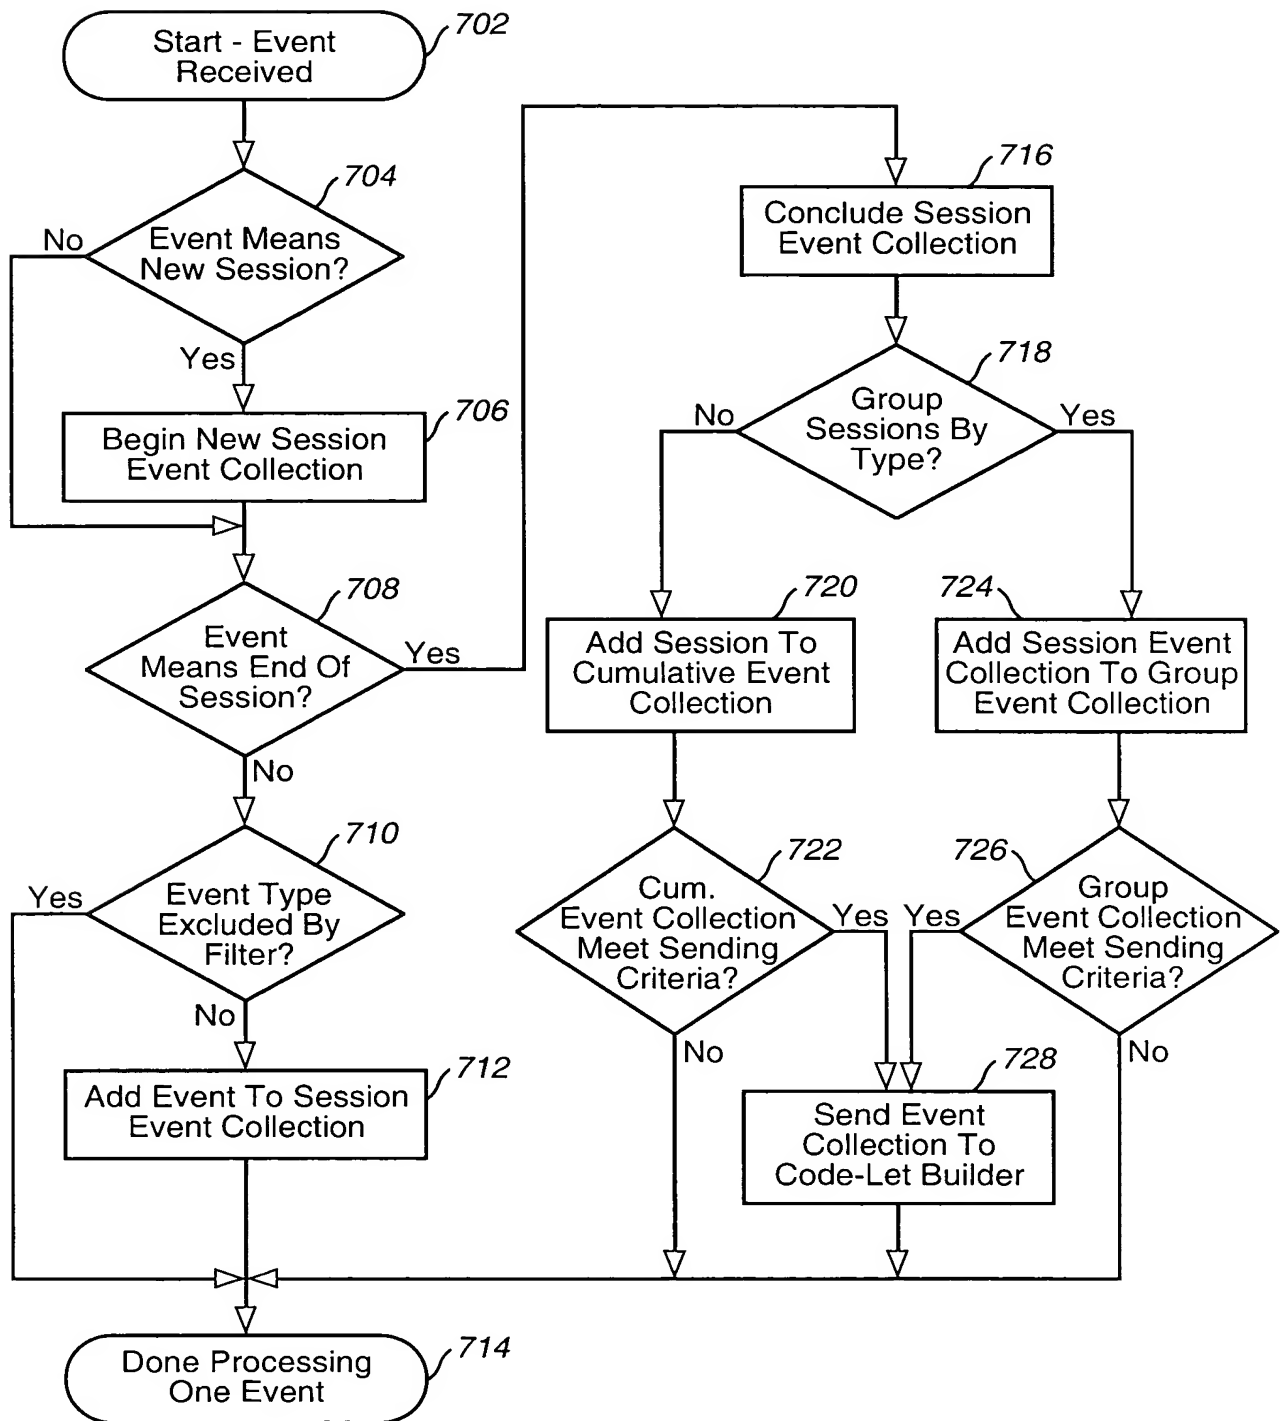 Start - Event
Received
702
704
Event Means
New Session?
No
Yes
706
Begin New Session
Event Collection
708
Event
Means End Of
Session?
Yes
No
710
Event Type
Excluded By
Filter?
Yes
No
712
Add Event To Session
Event Collection
714
Done Processing
One Event
716
Conclude Session
Event Collection
718
Group
Sessions By
Type?
No
Yes
720
Add Session To
Cumulative Event
Collection
724
Add Session Event
Collection To Group
Event Collection
722
Cum.
Event Collection
Meet Sending
Criteria?
Yes
No
726
Group
Event Collection
Meet Sending
Criteria?
Yes
No
728
Send Event
Collection To
Code-Let Builder